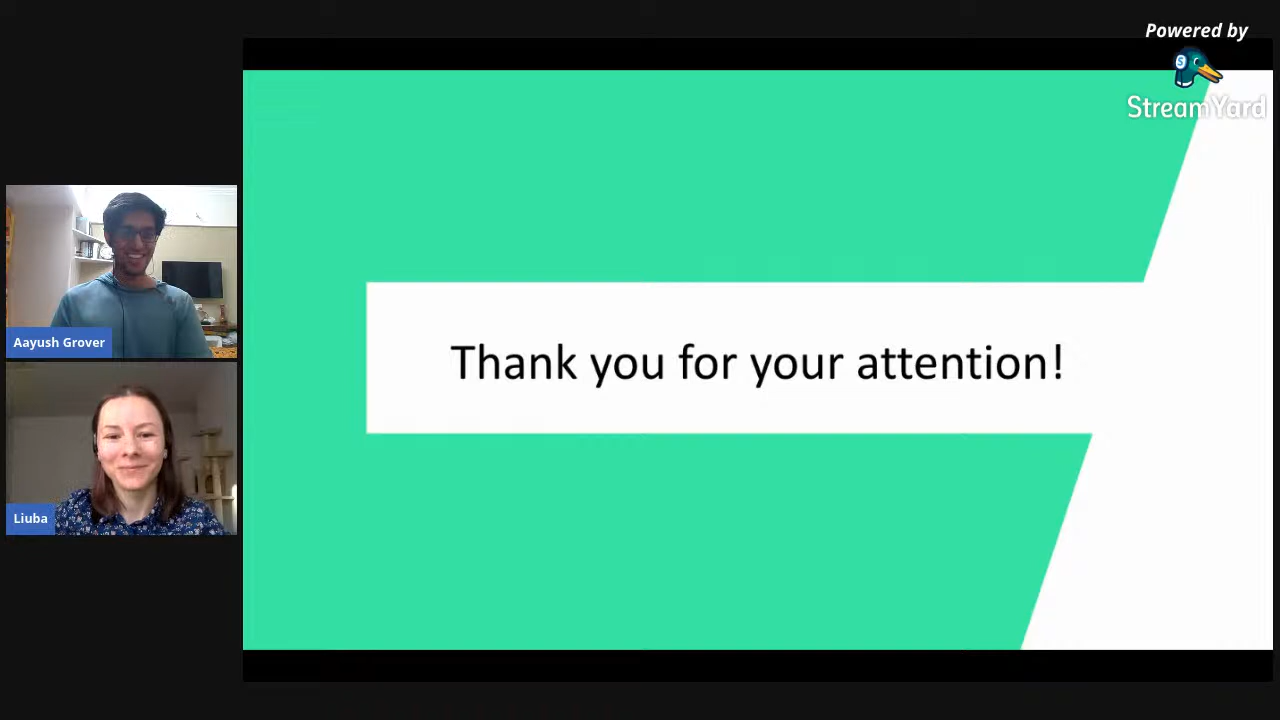 Powered by
StreamYard
Aayush Grover
Thank you for your attention!
Liuba